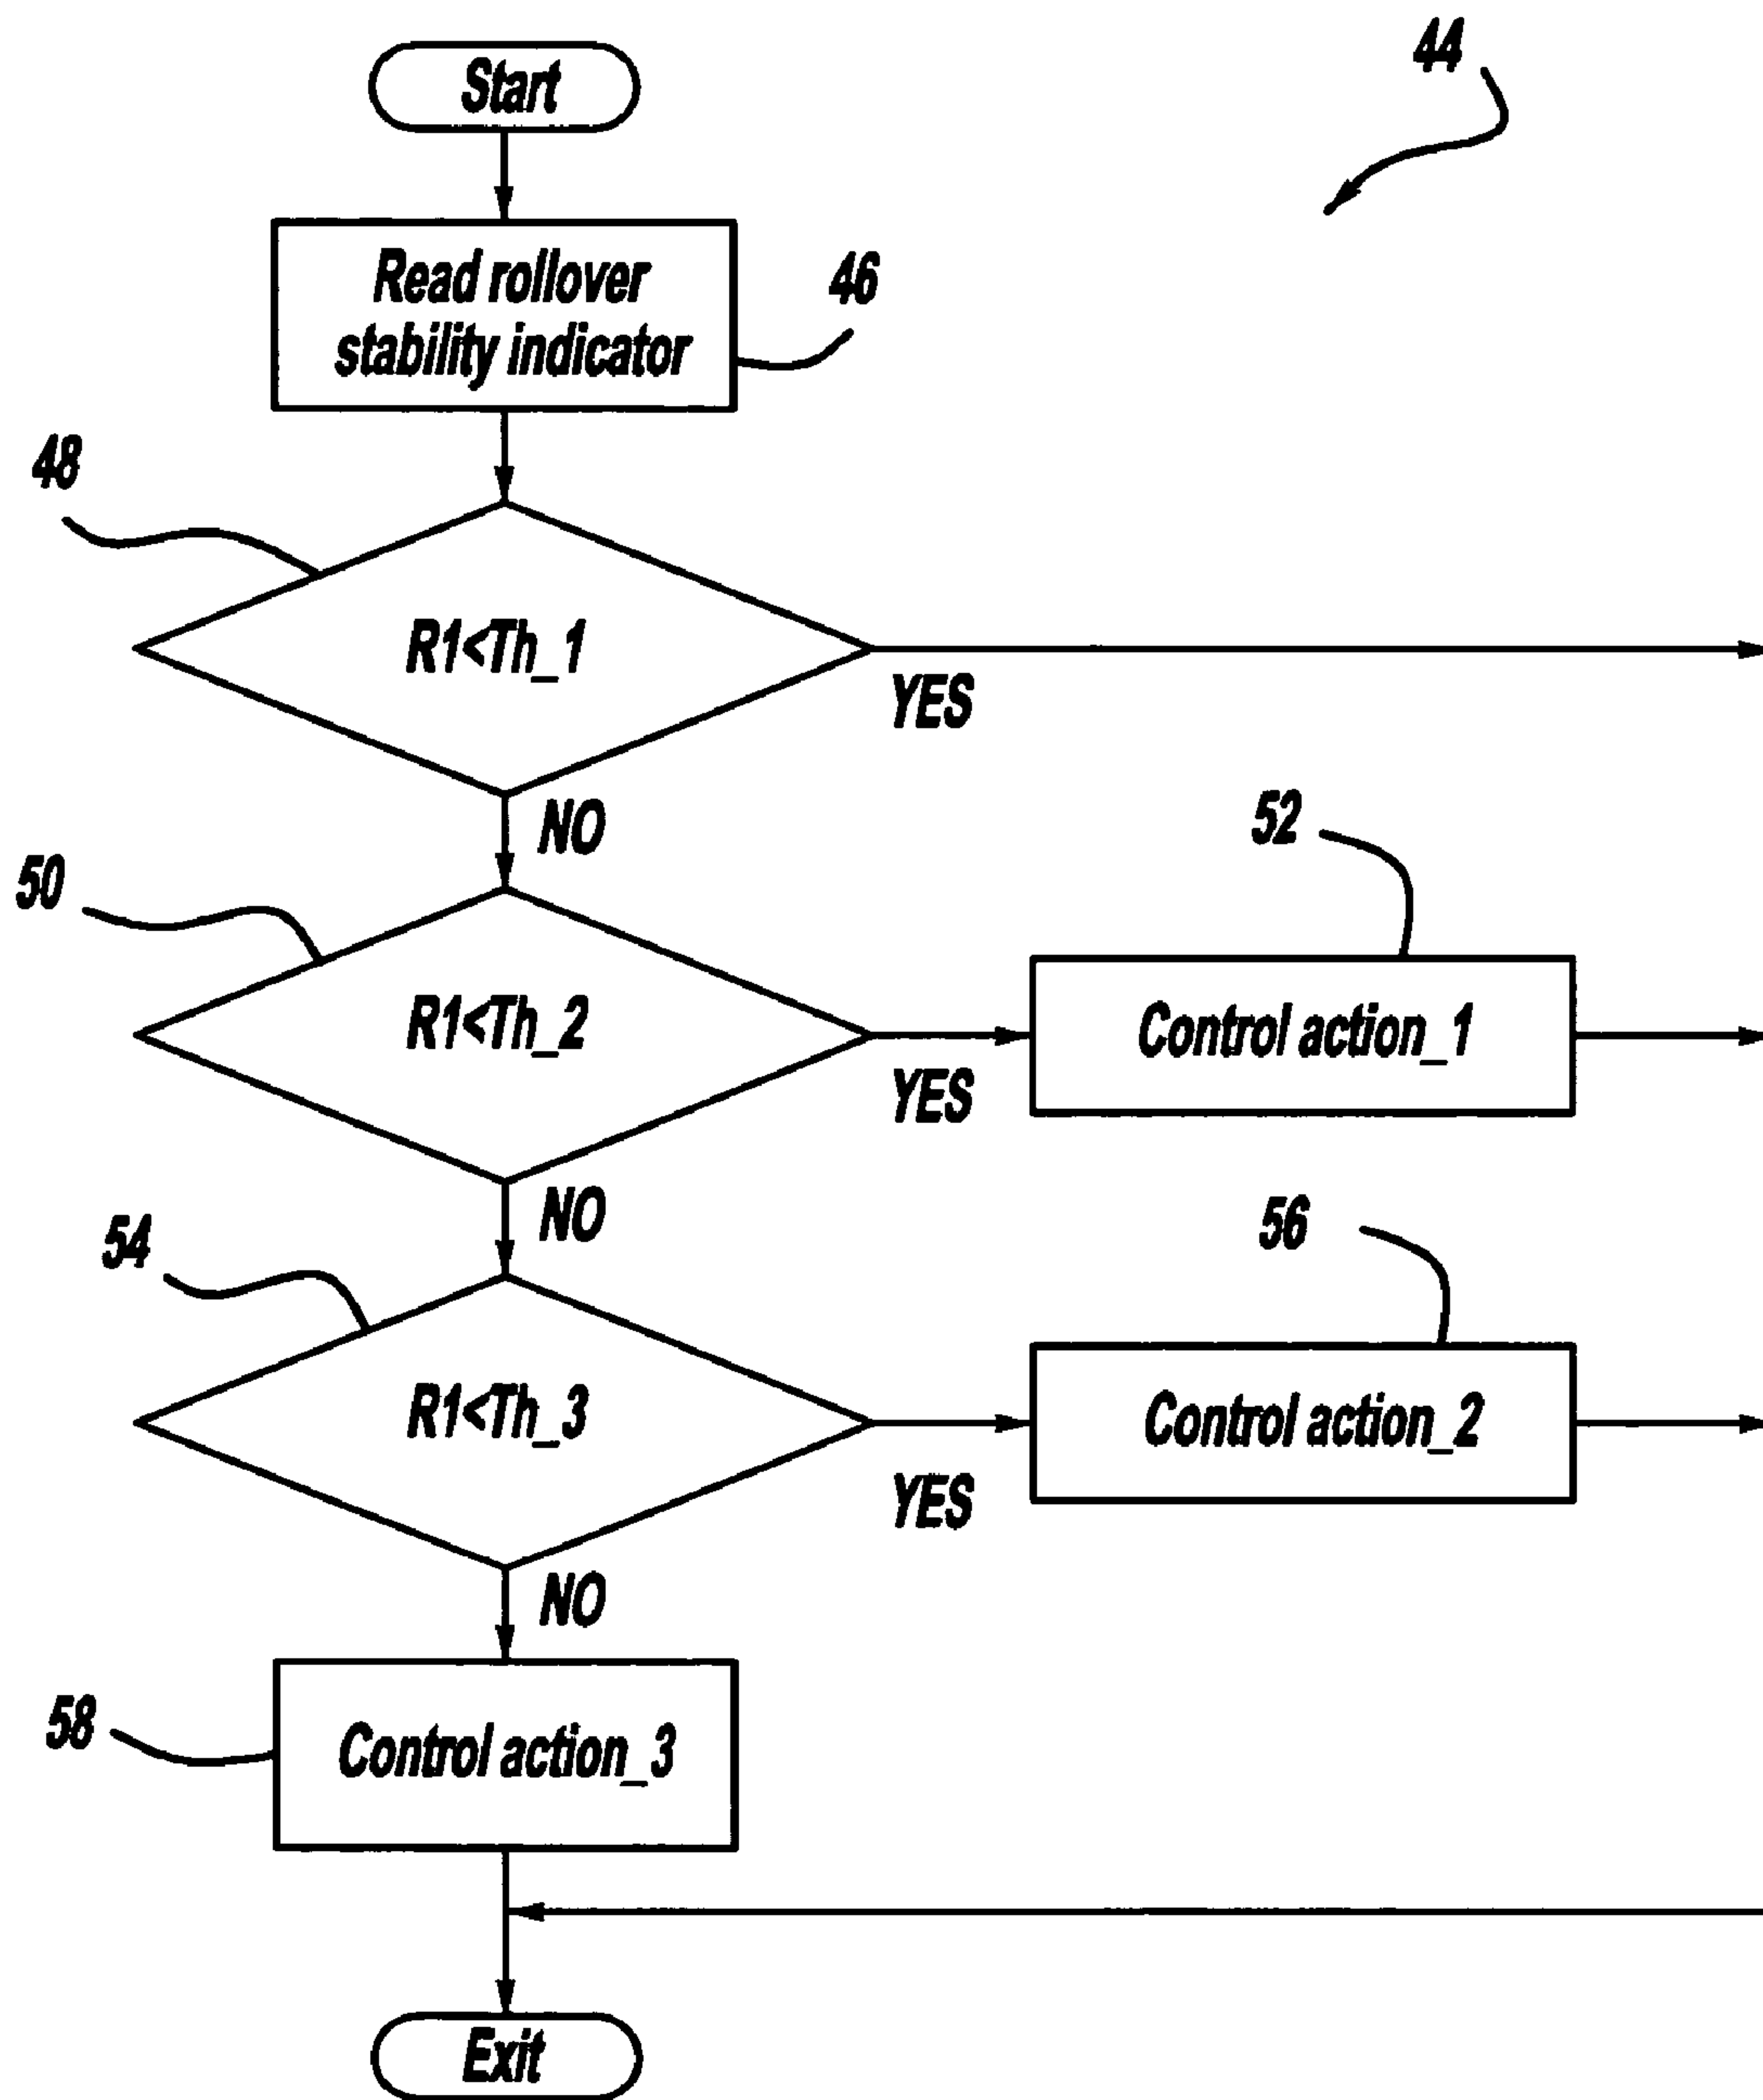 Start
44
Read rollover
stability indicator
46
48
R1<Th_1
YES
NO
50
R1<Th_2
YES
52
Control action_1
NO
54
R1<Th_3
YES
56
Control action_2
NO
58
Control action_3
Exit